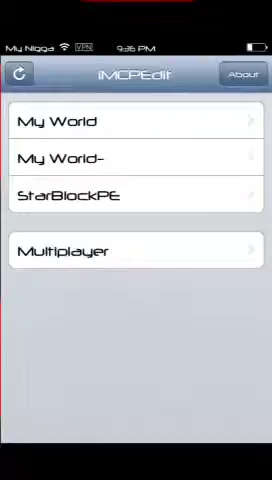 My Nigga VPN 9:36 PM
iMCPEdit About
My World
My World-
StarBlockPE
Multiplayer